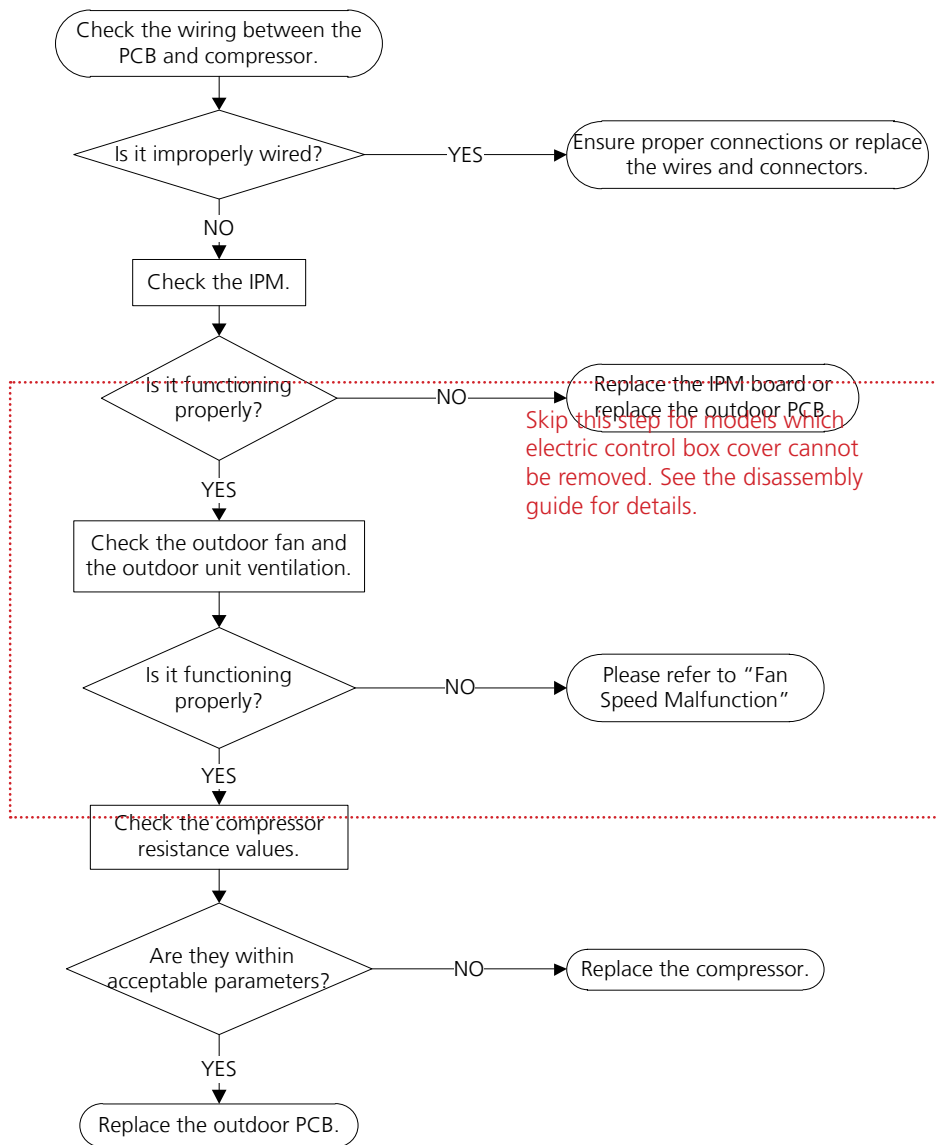 Check the wiring between the
PCB and compressor.
Is it improperly wired?
YES
Ensure proper connections or replace
the wires and connectors.
NO
Check the IPM.
Is it functioning
properly?
NO
Replace the IPM board or
replace the outdoor PCB
Skip this step for models which
electric control box cover cannot
be removed. See the disassembly
guide for details.
YES
Check the outdoor fan and
the outdoor unit ventilation.
Is it functioning
properly?
NO
Please refer to “Fan
Speed Malfunction”
YES
Check the compressor
resistance values.
Are they within
acceptable parameters?
NO
Replace the compressor.
YES
Replace the outdoor PCB.